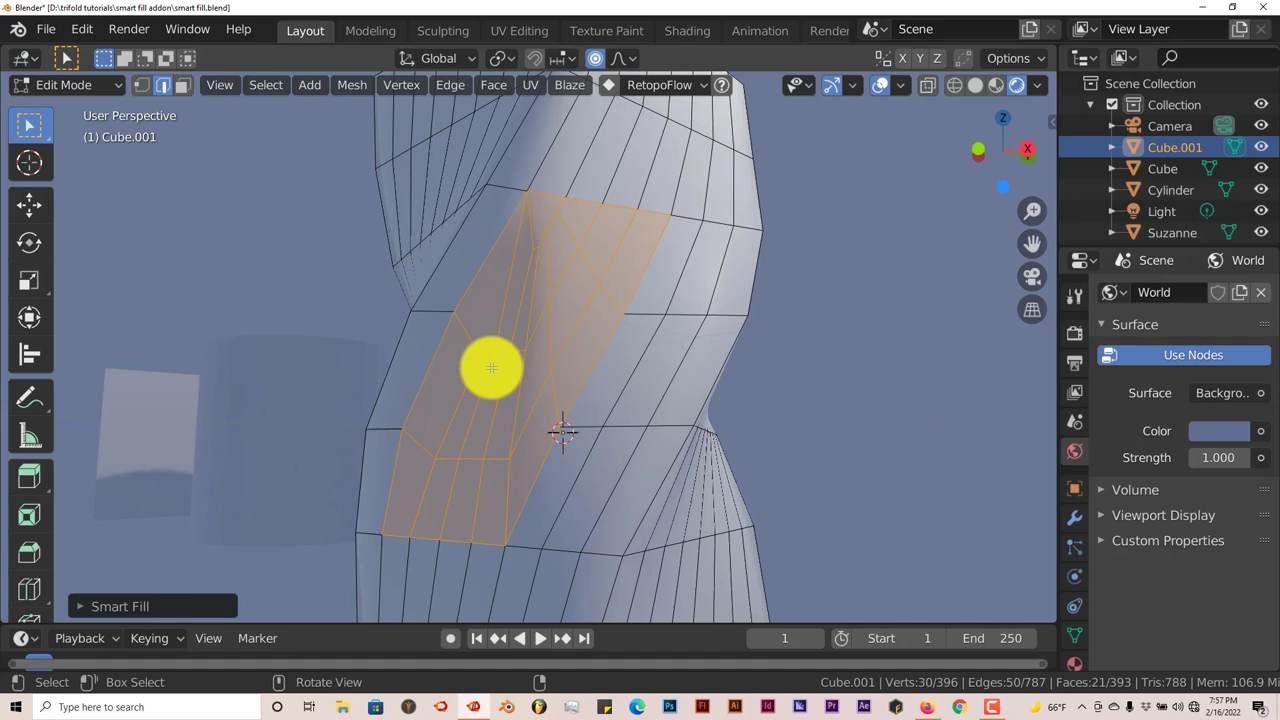 Blender* [D:\trifold tutorials\smart fill addon\smart fill.blend]
File Edit Render Window Help Layout Modeling Sculpting UV Editing Texture Paint Shading Animation Scene View Layer
Global X Y Z Options
Edit Mode View Select Add Mesh Vertex Edge Face UV Blaze RetopoFlow
User Perspective
(1) Cube.001
Z
X
Scene Collection
Collection
Camera
Cube.001
Cube
Cylinder
Light
Suzanne
Scene World
World
Surface
Use Nodes
Surface Backgro..
Color
Strength 1.000
Volume
Viewport Display
Custom Properties
Smart Fill
Playback Keying View Marker 1 Start 1 End 250
Select Box Select Rotate View Cube.001 | Verts:30/396 | Edges:50/787 | Faces:21/393 | Tris:788 | Mem: 106.9 M
Type here to search 66°F 7:57 PM
2/16/2022